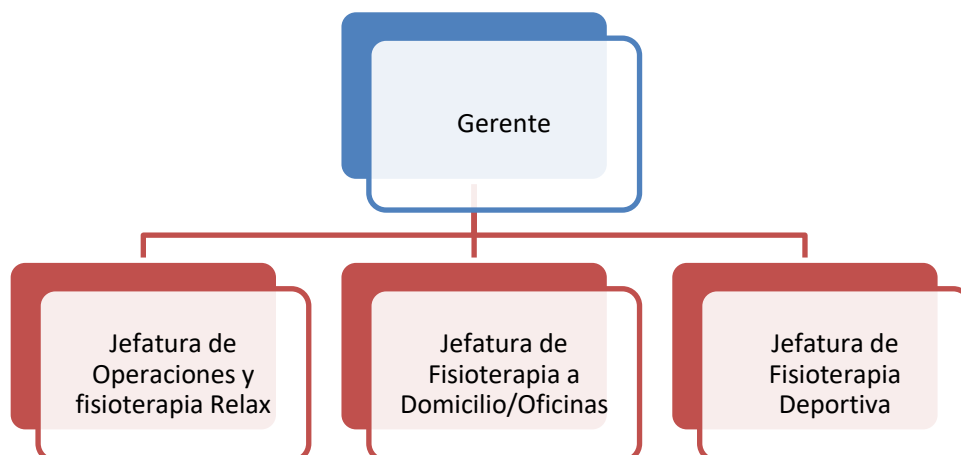 Gerente
Jefatura de
Operaciones y
fisioterapia Relax
Jefatura de
Fisioterapia a
Domicilio/Oficinas
Jefatura de
Fisioterapia
Deportiva